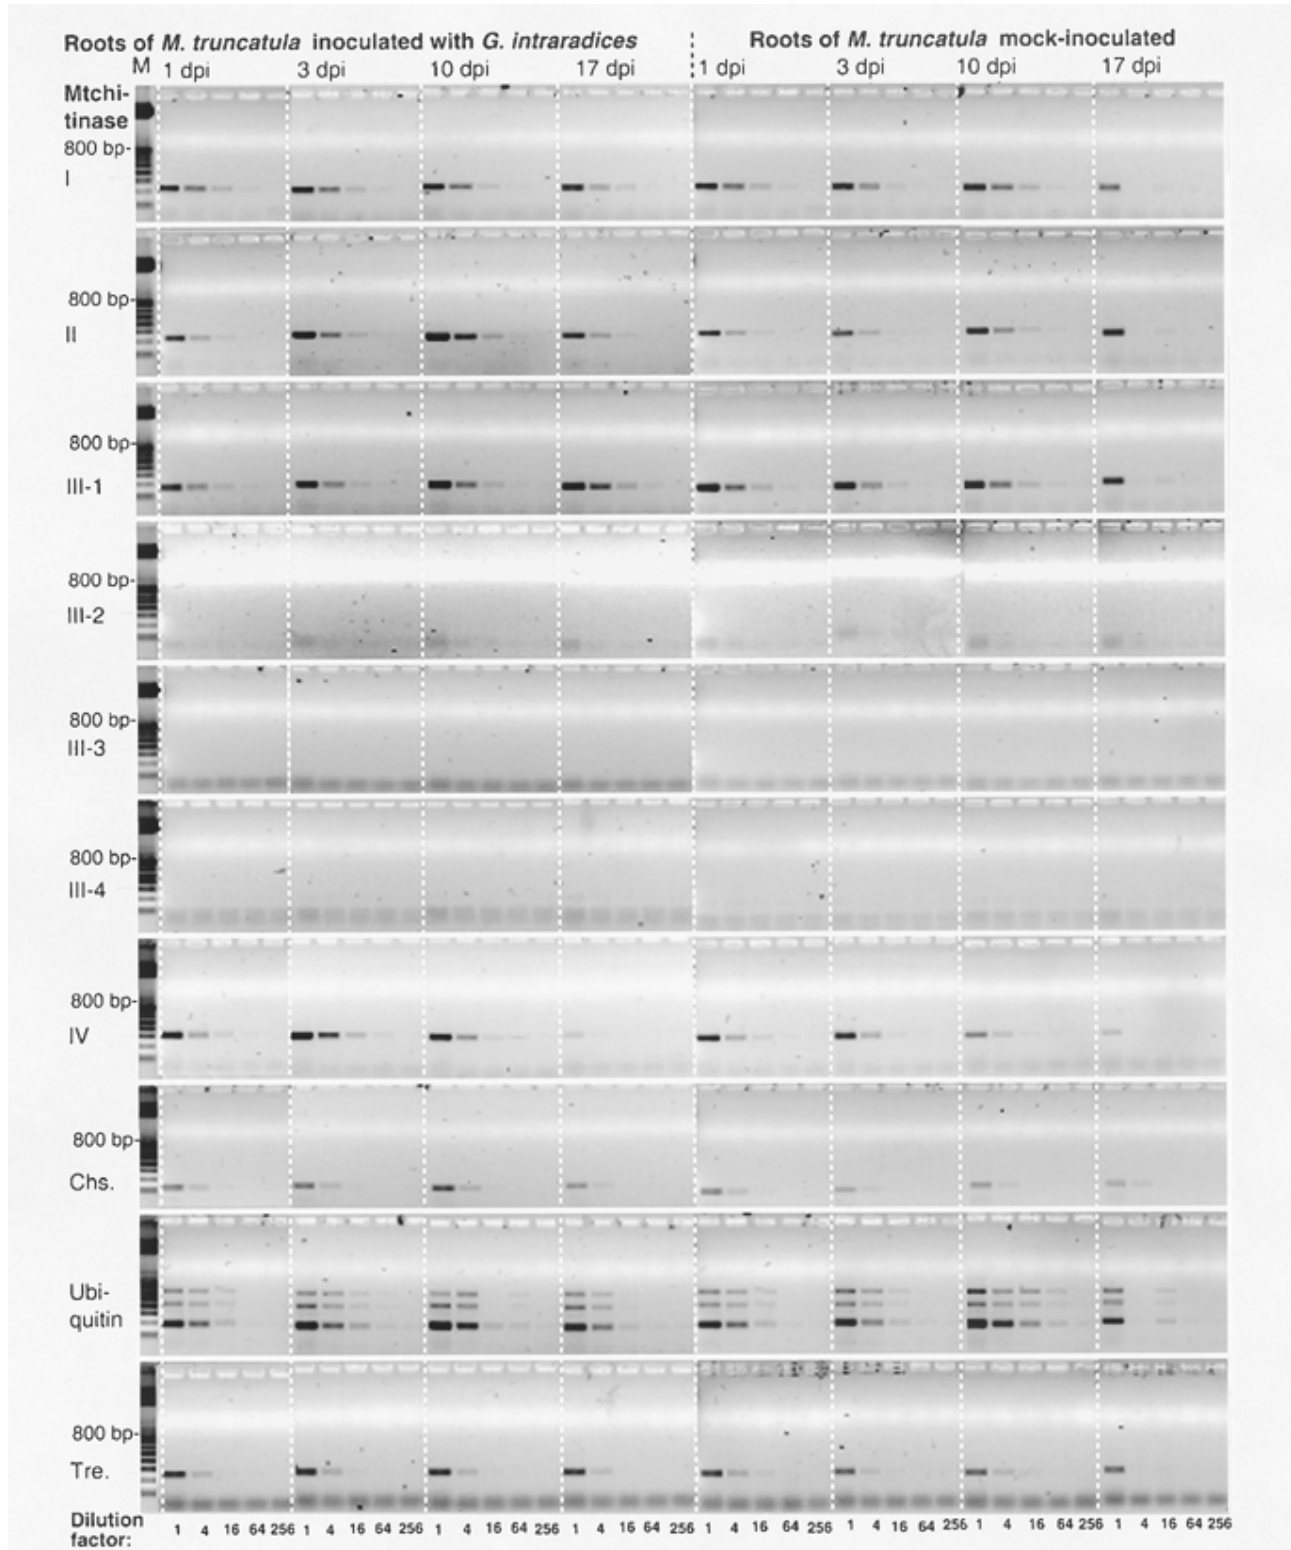 Roots of M. truncatula inoculated with G. intraradices Roots of M. truncatula mock-inoculated
M 1 dpi 3 dpi 10 dpi 17 dpi 1 dpi 3 dpi 10 dpi 17 dpi
Mtchi-
tinase
800 bp-
I
800 bp-
II
800 bp-
III-1
800 bp-
III-2
800 bp-
III-3
800 bp-
III-4
800 bp-
IV
800 bp-
Chs.
Ubi-
quitin
800 bp-
Tre.
Dilution
factor: 1 4 16 64 256 1 4 16 64 256 1 4 16 64 256 1 4 16 64 256 1 4 16 64 256 1 4 16 64 256 1 4 16 64 256 1 4 16 64 256